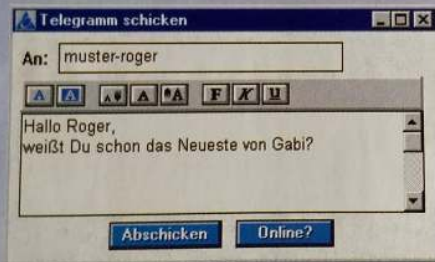 Telegramm schicken
An: muster-roger
A A A A A F K U
Hallo Roger,
weißt Du schon das Neueste von Gabi?
Abschicken Online?